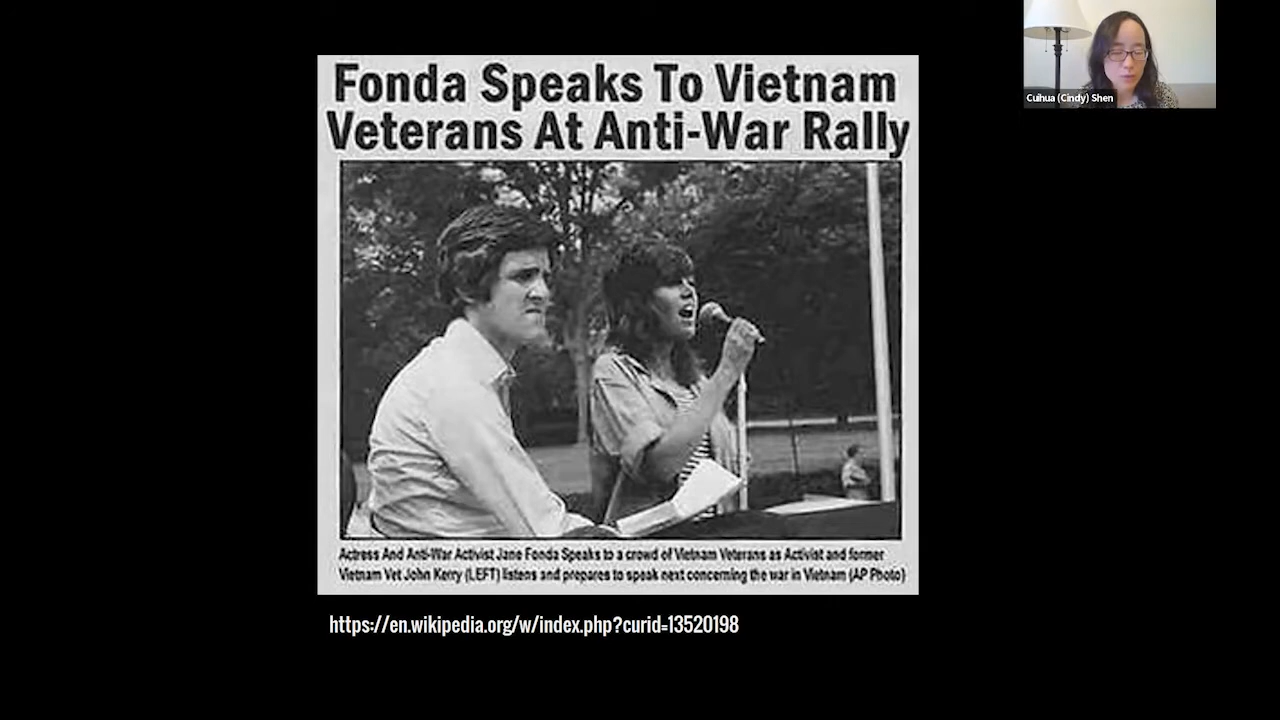 Fonda Speaks To Vietnam
Veterans At Anti-War Rally
Actress And Anti-War Activist Jane Fonda Speaks to a crowd of Vietnam Veterans as Activist and former
Vietnam Vet John Kerry (LEFT) listens and prepares to speak next concerning the war in Vietnam (AP Photo)
https://en.wikipedia.org/w/index.php?curid=13520198
Cuihua (Cindy) Shen